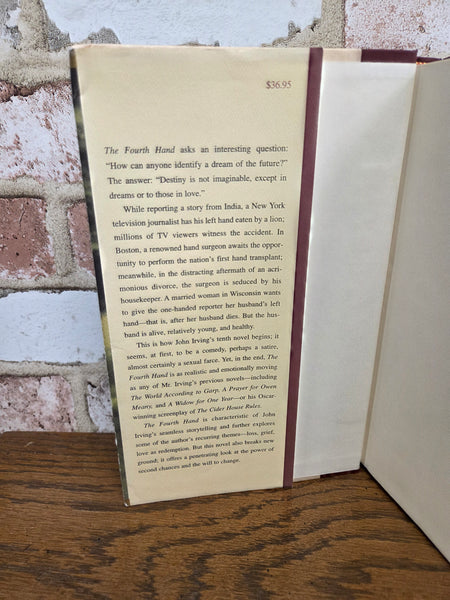 $36.95
The Fourth Hand asks an interesting question:
“How can anyone identify a dream of the future?”
The answer: “Destiny is not imaginable, except in
dreams or to those in love.”
While reporting a story from India, a New York
television journalist has his left hand eaten by a lion;
millions of TV viewers witness the accident. In
Boston, a renowned hand surgeon awaits the oppor-
tunity to perform the nation’s first hand transplant;
meanwhile, in the distracting aftermath of an acri-
monious divorce, the surgeon is seduced by his
housekeeper. A married woman in Wisconsin wants
to give the one-handed reporter her husband’s left
hand—that is, after her husband dies. But the hus-
band is alive, relatively young, and healthy.
This is how John Irving’s tenth novel begins; it
seems, at first, to be a comedy, perhaps a satire,
almost certainly a sexual farce. Yet, in the end, The
Fourth Hand is as realistic and emotionally moving
as any of Mr. Irving’s previous novels—including
The World According to Garp, A Prayer for Owen
Meany, and A Widow for One Year—or his Oscar-
winning screenplay of The Cider House Rules.
The Fourth Hand is characteristic of John
Irving’s seamless storytelling and further explores
some of the author’s recurring themes—loss, grief,
love as redemption. But this novel also breaks new
ground; it offers a penetrating look at the power of
second chances and the will to change.